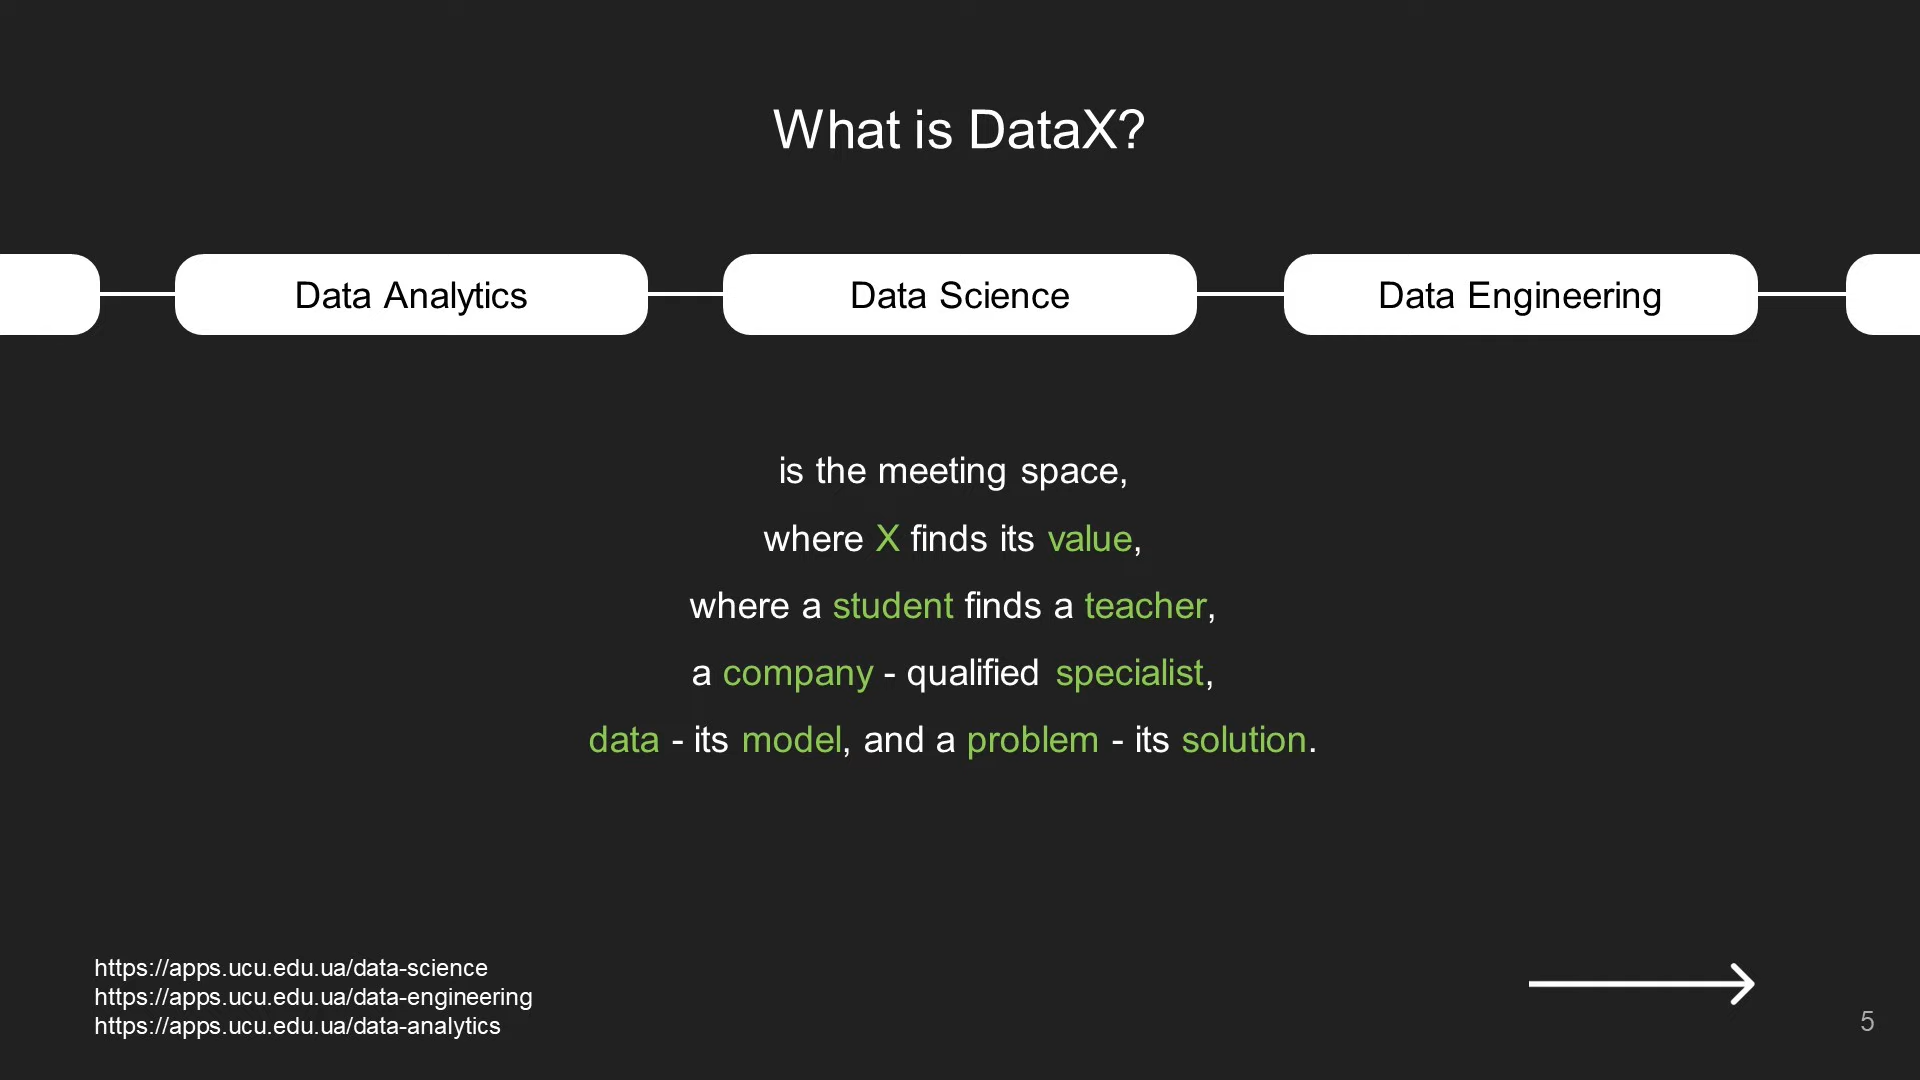 What is DataX?
Data Analytics
Data Science
Data Engineering
is the meeting space,
where X finds its value,
where a student finds a teacher,
a company - qualified specialist,
data - its model, and a problem - its solution.
https://apps.ucu.edu.ua/data-science
https://apps.ucu.edu.ua/data-engineering
https://apps.ucu.edu.ua/data-analytics
5